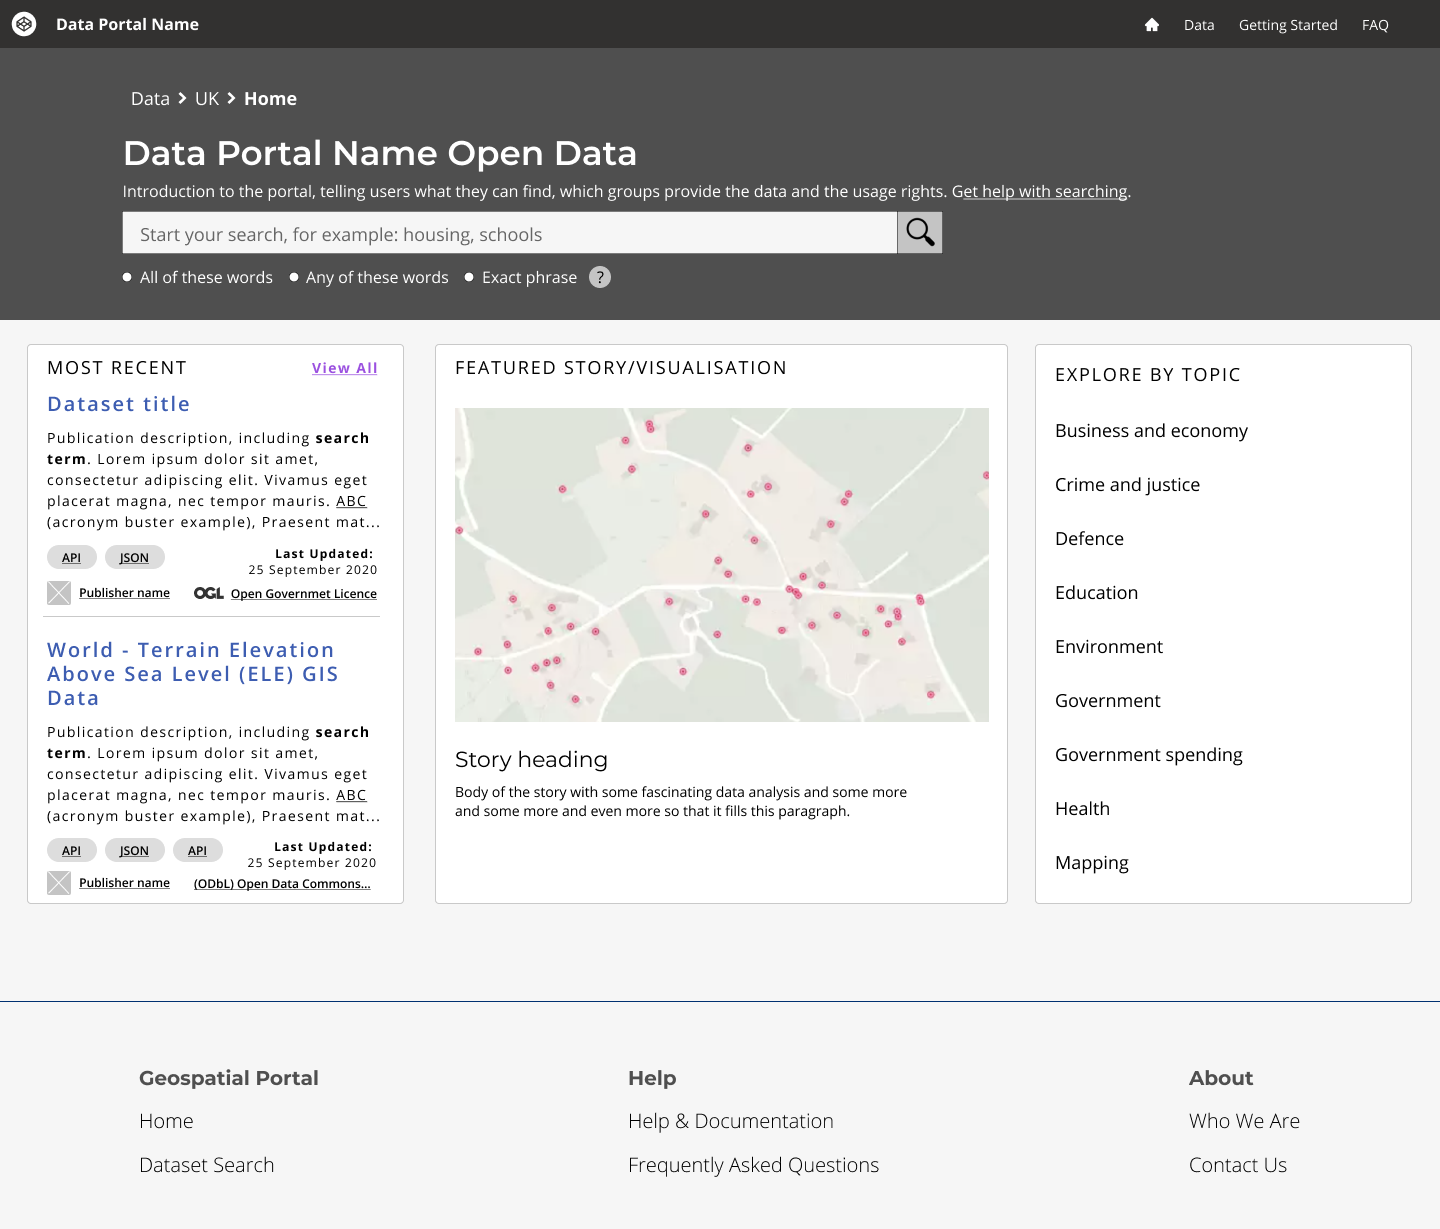 Data Portal Name
Data
Getting Started
FAQ
Data > UK > Home
Data Portal Name Open Data
Introduction to the portal, telling users what they can find, which groups provide the data and the usage rights. Get help with searching.
Start your search, for example: housing, schools
All of these words
Any of these words
Exact phrase
?
MOST RECENT
View All
Dataset title
Publication description, including search
term. Lorem ipsum dolor sit amet,
consectetur adipiscing elit. Vivamus eget
placerat magna, nec tempor mauris. ABC
(acronym buster example), Praesent mat...
API
JSON
Last Updated:
25 September 2020
Publisher name
OGL
Open Governmet Licence
World - Terrain Elevation
Above Sea Level (ELE) GIS
Data
Publication description, including search
term. Lorem ipsum dolor sit amet,
consectetur adipiscing elit. Vivamus eget
placerat magna, nec tempor mauris. ABC
(acronym buster example), Praesent mat...
API
JSON
API
Last Updated:
25 September 2020
Publisher name
(ODbL) Open Data Commons...
FEATURED STORY/VISUALISATION
Story heading
Body of the story with some fascinating data analysis and some more
and some more and even more so that it fills this paragraph.
EXPLORE BY TOPIC
Business and economy
Crime and justice
Defence
Education
Environment
Government
Government spending
Health
Mapping
Geospatial Portal
Home
Dataset Search
Help
Help & Documentation
Frequently Asked Questions
About
Who We Are
Contact Us